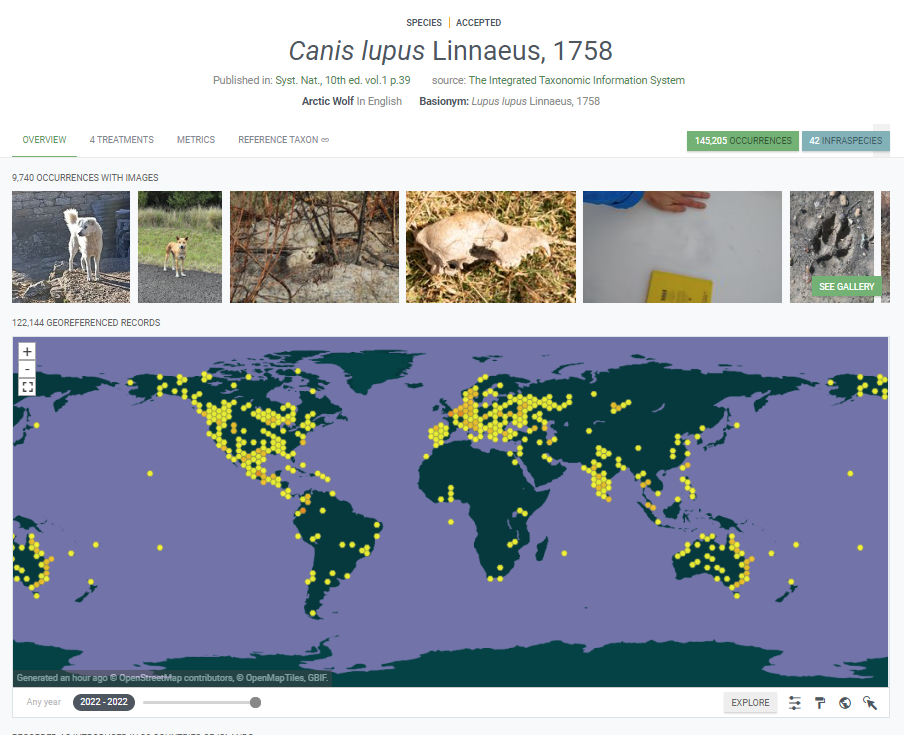 SPECIES | ACCEPTED
Canis lupus Linnaeus, 1758
Published in: Syst. Nat., 10th ed. vol.1 p.39 source: The Integrated Taxonomic Information System
Arctic Wolf In English Basionym: Lupus lupus Linnaeus, 1758
OVERVIEW 4 TREATMENTS METRICS REFERENCE TAXON 145,205 OCCURRENCES 42 INFRASPECIES
9,740 OCCURRENCES WITH IMAGES
SEE GALLERY
122,144 GEOREFERENCED RECORDS
+
-
Generated an hour ago © OpenStreetMap contributors, © OpenMapTiles, GBIF.
Any year 2022 - 2022 EXPLORE